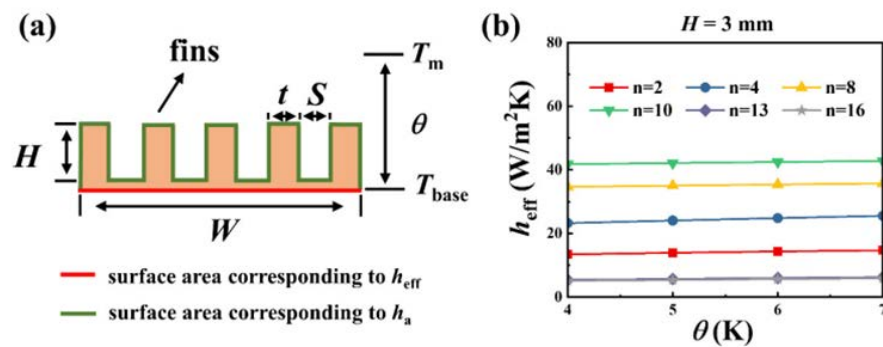 (a)
fins
T_m
t
S
θ
H
T_base
W
surface area corresponding to h_eff
surface area corresponding to h_a
(b)
H = 3 mm
80
n=2 n=4 n=8
n=10 n=13 n=16
60
40
20
0
h_eff (W/m²K)
4 5 6 7
θ (K)